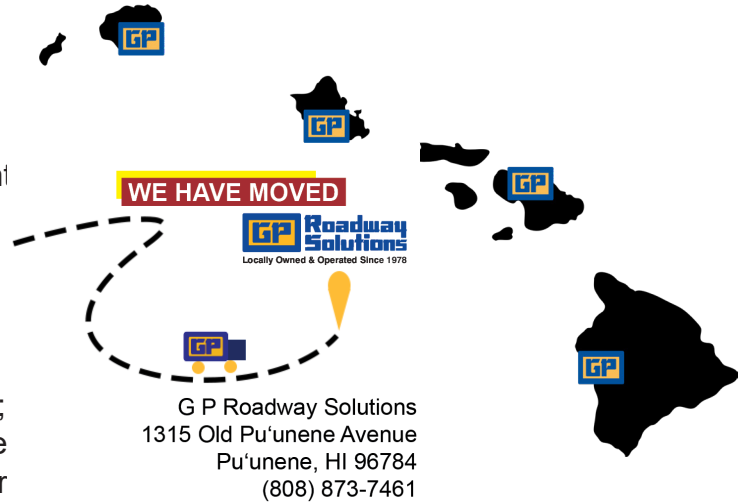 GP
GP
GP
WE HAVE MOVED
GP Roadway
Solutions
Locally Owned & Operated Since 1978
GP
GP
G P Roadway Solutions
1315 Old Pu‘unene Avenue
Pu‘unene, HI 96784
(808) 873-7461